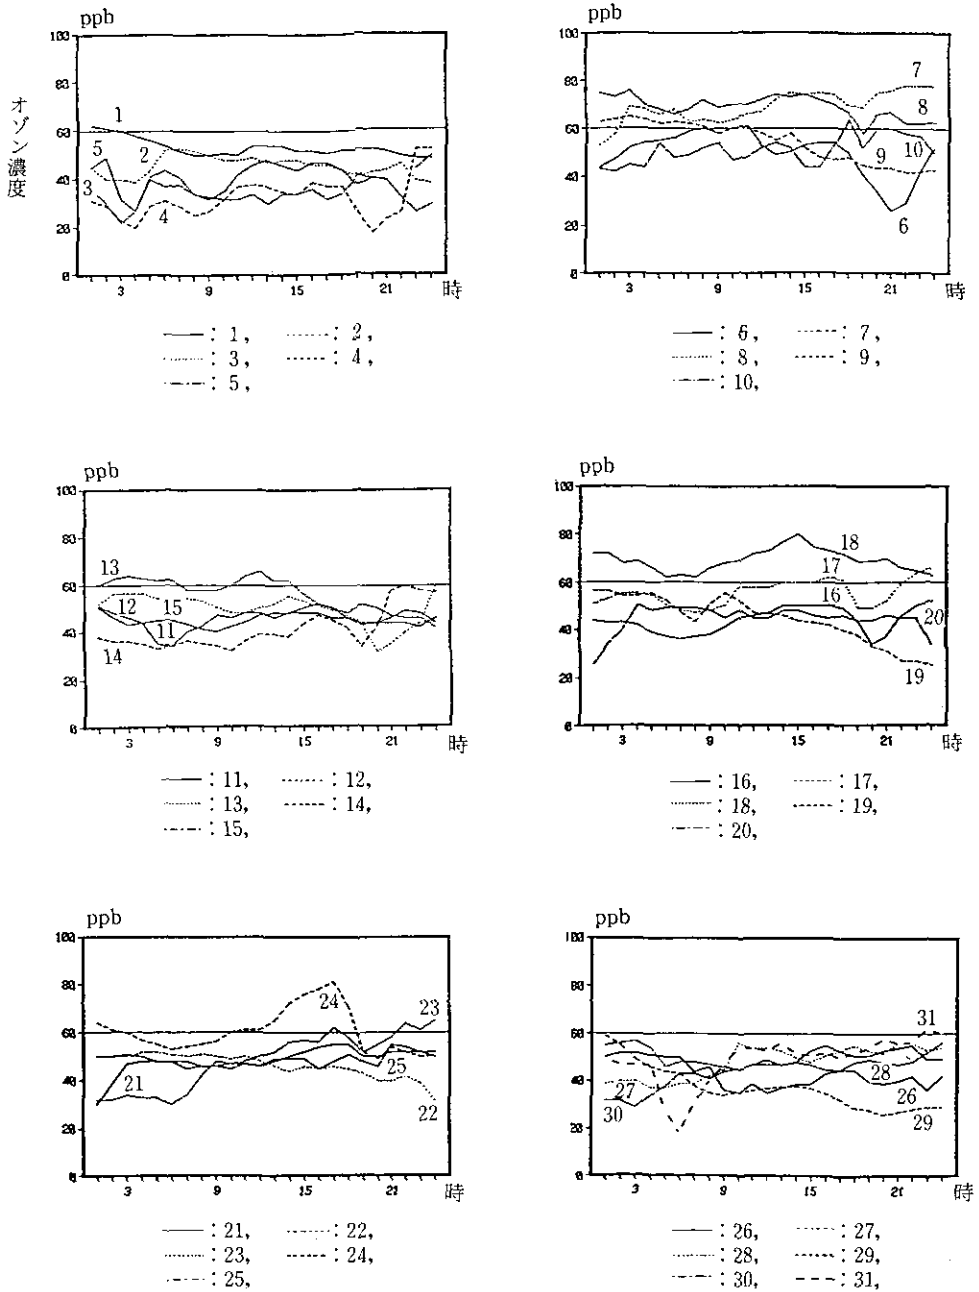 ppb
オゾン濃度
100
80
60
40
20
0
1
5
2
3
4
3 9 15 21 時
—— : 1, ------ : 2,
······ : 3, ------ : 4,
—·—·— : 5,
100
80
60
40
20
0
7
8
10
9
6
3 9 15 21 時
—— : 6, ------ : 7,
······ : 8, ------ : 9,
—·—·— : 10,
ppb
100
80
60
40
20
0
13
12
15
11
14
3 9 15 21 時
—— : 11, ------ : 12,
······ : 13, ------ : 14,
—·—·— : 15,
ppb
100
80
60
40
20
0
18
17
16
20
19
3 9 15 21 時
—— : 16, ------ : 17,
······ : 18, ------ : 19,
—·—·— : 20,
ppb
100
80
60
40
20
0
24
23
25
21
22
3 9 15 21 時
—— : 21, ------ : 22,
······ : 23, ------ : 24,
—·—·— : 25,
ppb
100
80
60
40
20
0
31
28
27
26
30
29
3 9 15 21 時
—— : 26, ------ : 27,
······ : 28, ------ : 29,
—·—·— : 30, — — — : 31,